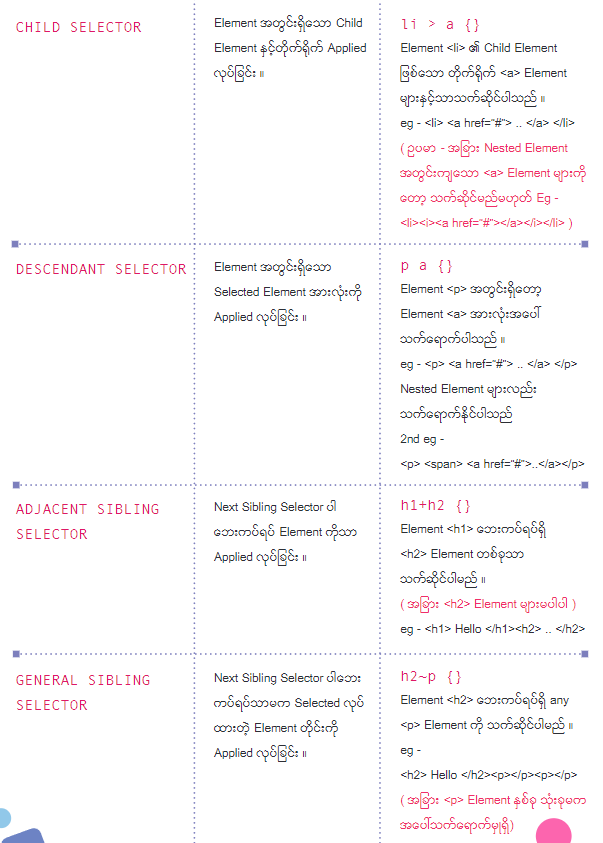 CHILD SELECTOR
Element အတွင်းရှိသော Child
Element နှင့်တိုက်ရိုက် Applied
လုပ်ခြင်း ။
li > a {}
Element <li> ၏ Child Element
ဖြစ်သော တိုက်ရိုက် <a> Element
များနှင့်သာသက်ဆိုင်ပါသည် ။
eg - <li> <a href="#"> .. </a> </li>
( ဥပမာ - အခြား Nested Element
အတွင်းကျသော <a> Element များကို
တော့ သက်ဆိုင်မည်မဟုတ် Eg -
<li><i><a href="#"></a></i></li> )
DESCENDANT SELECTOR
Element အတွင်းရှိသော
Selected Element အားလုံးကို
Applied လုပ်ခြင်း ။
p a {}
Element <p> အတွင်းရှိတော့
Element <a> အားလုံးအပေါ်
သက်ရောက်ပါသည် ။
eg - <p> <a href="#"> .. </a> </p>
Nested Element များလည်း
သက်ရောက်နိုင်ပါသည်
2nd eg -
<p> <span> <a href="#">..</a></p>
ADJACENT SIBLING
SELECTOR
Next Sibling Selector ပါ
ဘေးကပ်ရပ် Element ကိုသာ
Applied လုပ်ခြင်း ။
h1+h2 {}
Element <h1> ဘေးကပ်ရပ်ရှိ
<h2> Element တစ်ခုသာ
သက်ဆိုင်ပါမည် ။
( အခြား <h2> Element များမပါပါ )
eg - <h1> Hello </h1><h2> .. </h2>
GENERAL SIBLING
SELECTOR
Next Sibling Selector ပါဘေး
ကပ်ရပ်သာမက Selected လုပ်
ထားတဲ့ Element တိုင်းကို
Applied လုပ်ခြင်း ။
h2~p {}
Element <h2> ဘေးကပ်ရပ်ရှိ any
<p> Element ကို သက်ဆိုင်ပါမည် ။
eg -
<h2> Hello </h2><p></p><p></p>
( အခြား <p> Element နှစ်ခု သုံးခုမက
အပေါ်သက်ရောက်မှုရှိ)